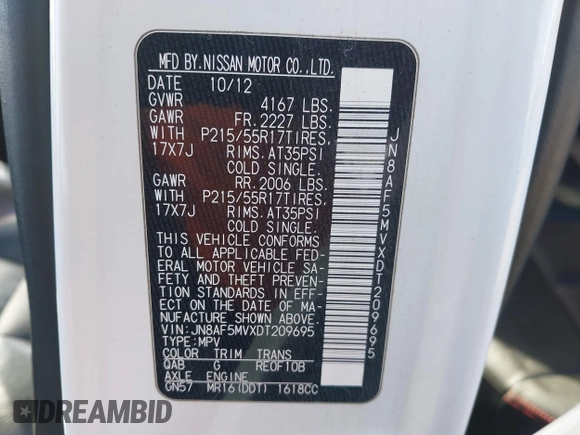 MFD BY.NISSAN MOTOR CO.,LTD.
DATE 10/12
GVWR 4167 LBS.
GAWR FR. 2227 LBS.
WITH P215/55R17TIRES,
17X7J RIMS. AT35PSI
COLD SINGLE.
GAWR RR. 2006 LBS.
WITH P215/55R17TIRES,
17X7J RIMS. AT35PSI
COLD SINGLE.
THIS VEHICLE CONFORMS
TO ALL APPLICABLE FED-
ERAL MOTOR VEHICLE SA-
FETY AND THEFT PREVEN-
TION STANDARDS IN EFF-
ECT ON THE DATE OF MA-
NUFACTURE SHOWN ABOVE.
VIN:JN8AF5MVXDT209695
TYPE:MPV
COLOR TRIM TRANS
QAB G RE0F10B
AXLE ENGINE
GN57 MR16(DDT) 1618CC
JN8AF5MVXDT209695
DREAMBID